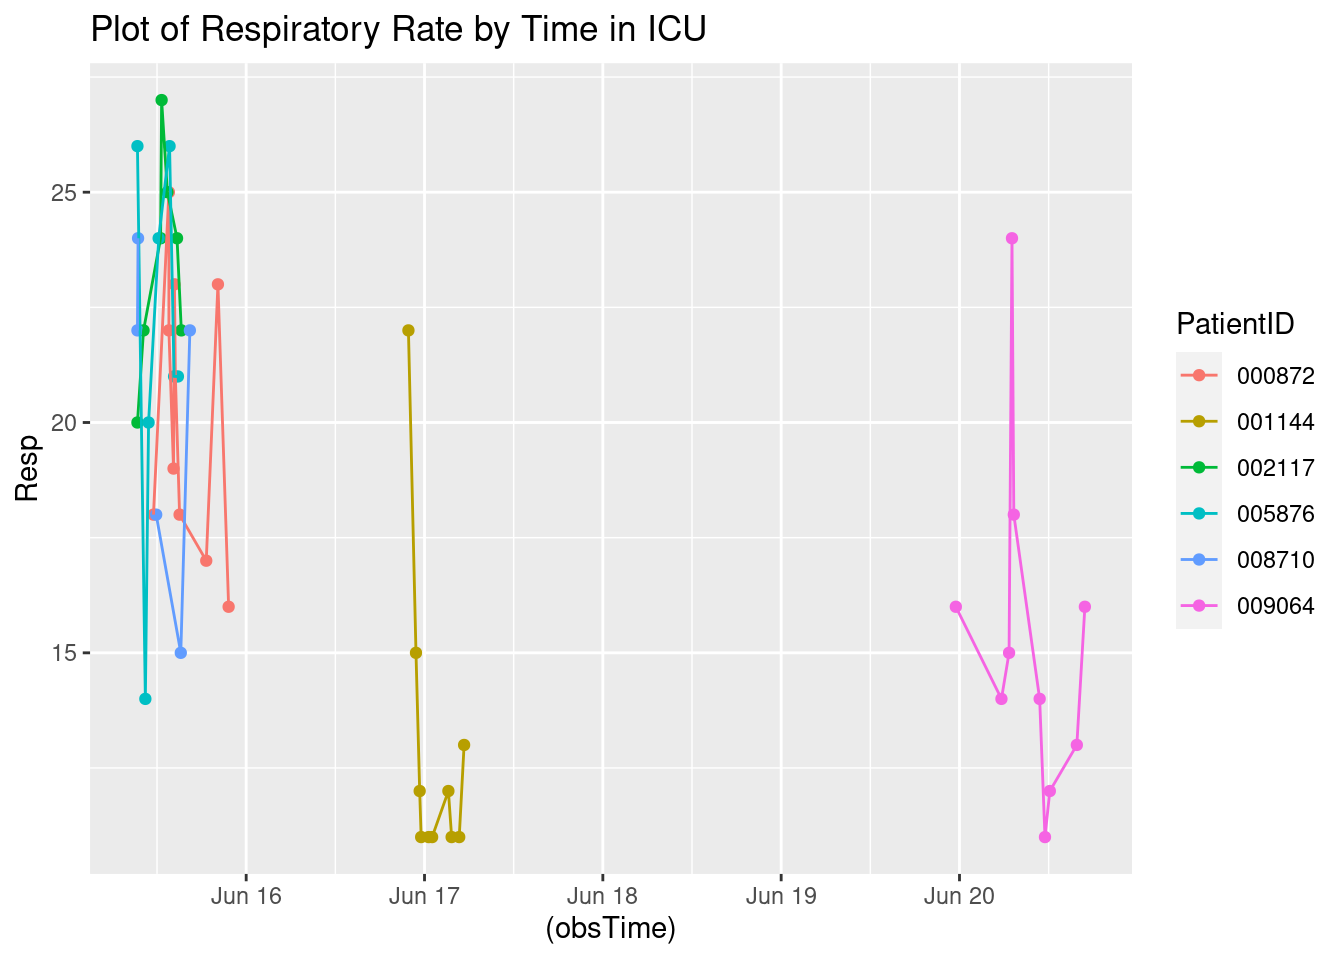 Plot of Respiratory Rate by Time in ICU
25
20
15
Resp
Jun 16
Jun 17
Jun 18
Jun 19
Jun 20
(obsTime)
PatientID
000872
001144
002117
005876
008710
009064